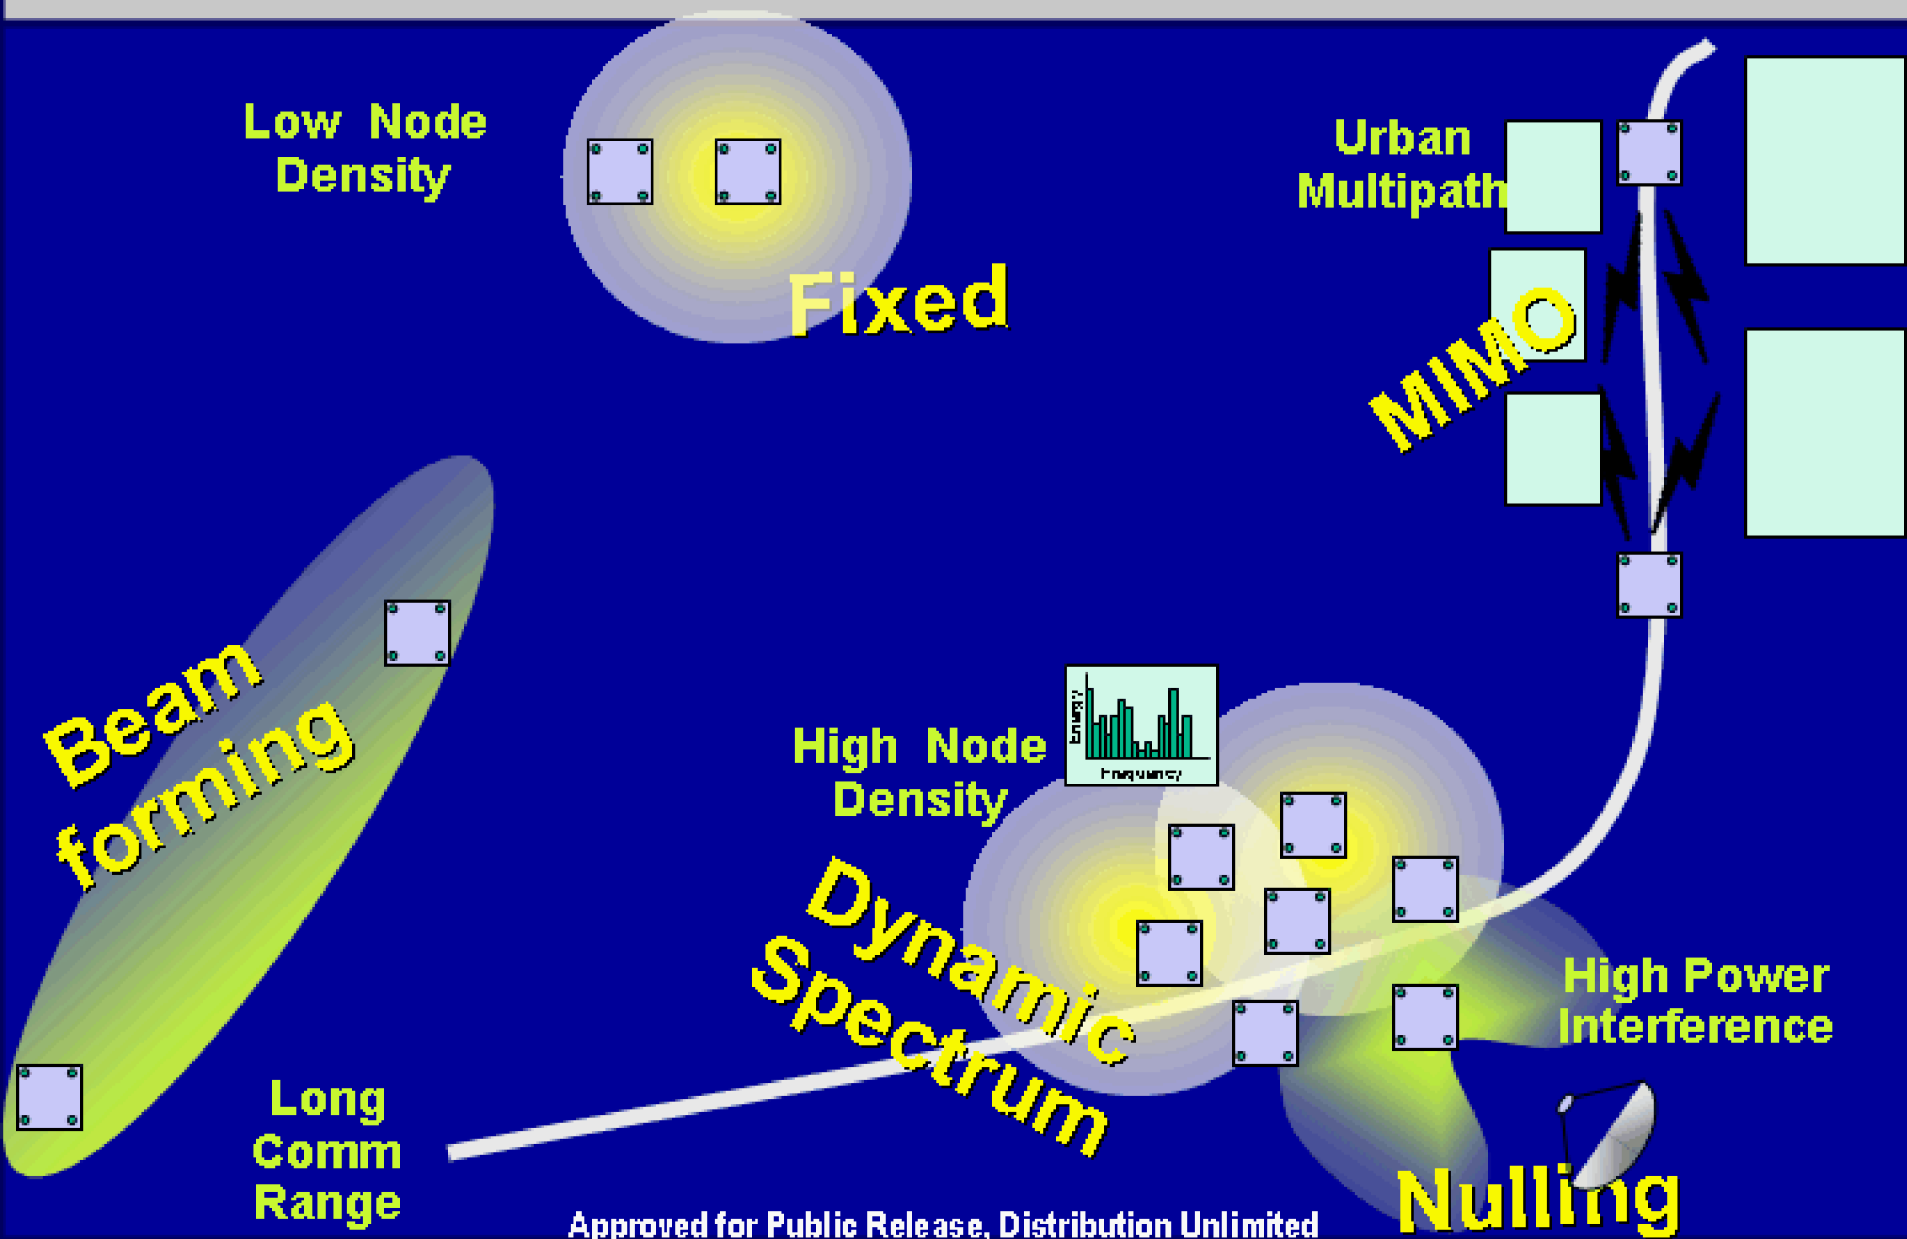 Low Node
Density
Fixed
Urban
Multipath
MIMO
Beam
forming
High Node
Density
Energy
Frequency
Dynamic
Spectrum
High Power
Interference
Long
Comm
Range
Nulling
Approved for Public Release, Distribution Unlimited